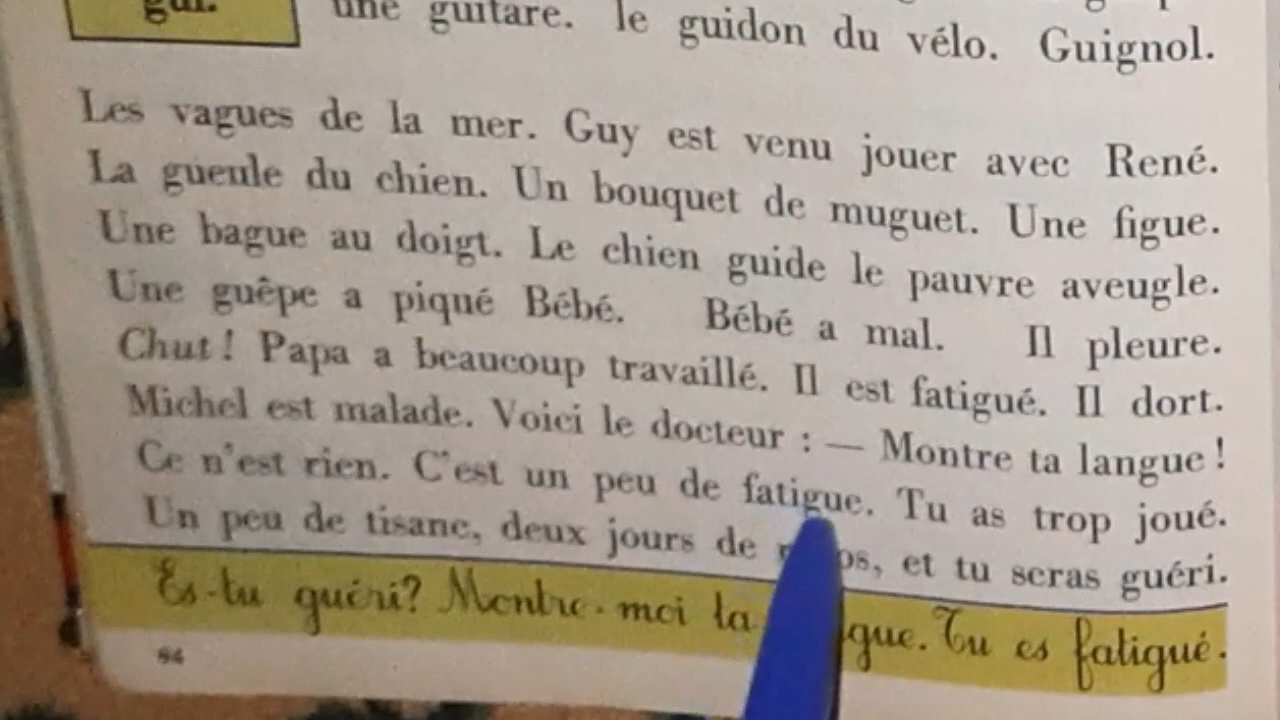 gui.
une guitare. le guidon du vélo. Guignol.
Les vagues de la mer. Guy est venu jouer avec René.
La gueule du chien. Un bouquet de muguet. Une figue.
Une bague au doigt. Le chien guide le pauvre aveugle.
Une guêpe a piqué Bébé. Bébé a mal. Il pleure.
Chut ! Papa a beaucoup travaillé. Il est fatigué. Il dort.
Michel est malade. Voici le docteur : — Montre ta langue !
Ce n'est rien. C'est un peu de fatigue. Tu as trop joué.
Un peu de tisane, deux jours de et tu seras guéri.
Es-tu guéri? Montre-moi ta gue. Tu es fatigué.
84